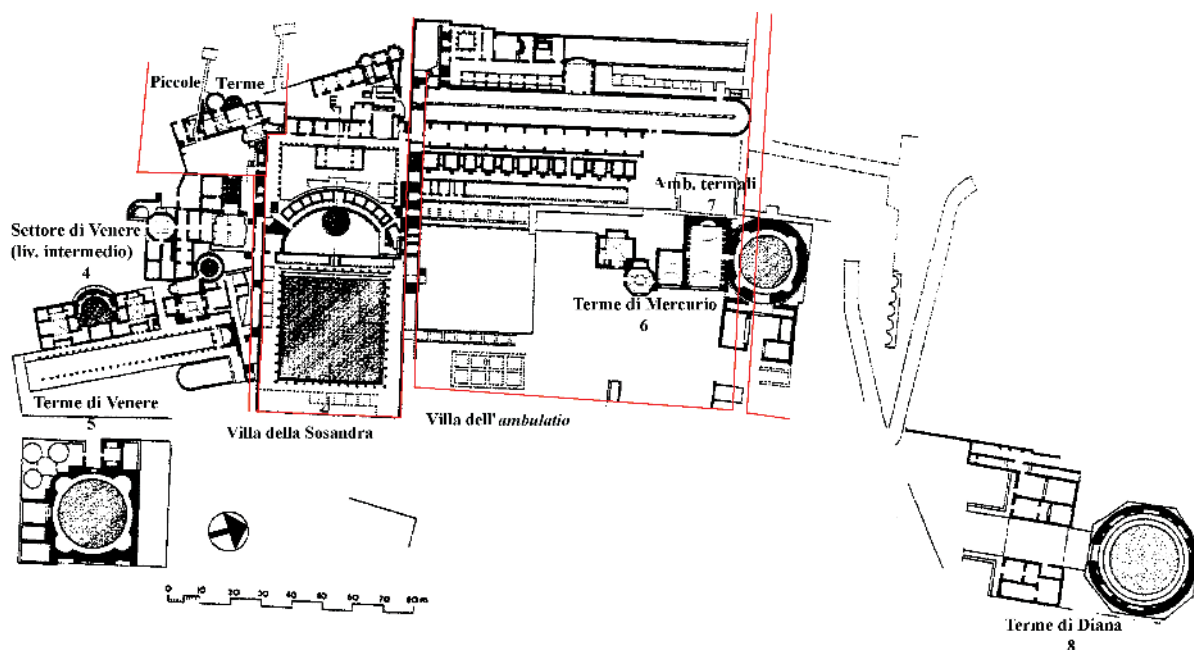 Piccole Terme
Amb. termali
7
Settore di Venere
(liv. intermedio)
4
Terme di Mercurio
6
Terme di Venere
5
Villa della Sosandra
Villa dell'ambulatio
0 10 20 30 40 50 60 70 80 m
Terme di Diana
8